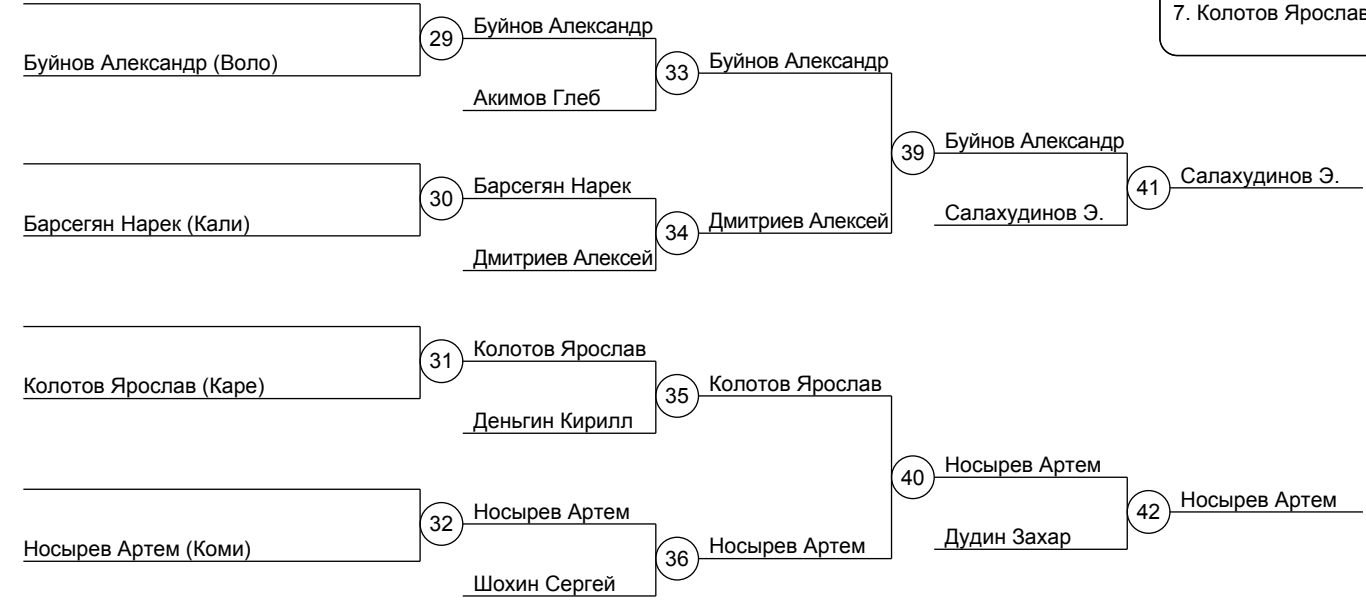 7. Колотов Ярослав
Буйнов Александр (Воло)
29
Буйнов Александр
Акимов Глеб
33
Буйнов Александр
Барсегян Нарек (Кали)
30
Барсегян Нарек
Дмитриев Алексей
34
Дмитриев Алексей
39
Буйнов Александр
Салахудинов Э.
41
Салахудинов Э.
Колотов Ярослав (Каре)
31
Колотов Ярослав
Деньгин Кирилл
35
Колотов Ярослав
Носырев Артем (Коми)
32
Носырев Артем
Шохин Сергей
36
Носырев Артем
40
Носырев Артем
Дудин Захар
42
Носырев Артем